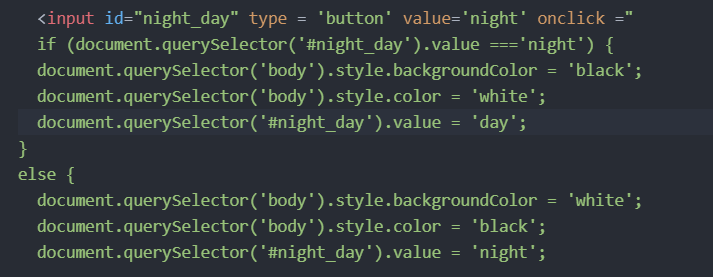 <input id="night_day" type = 'button' value='night' onclick ="
if (document.querySelector('#night_day').value ==='night') {
document.querySelector('body').style.backgroundColor = 'black';
document.querySelector('body').style.color = 'white';
document.querySelector('#night_day').value = 'day';
}
else {
document.querySelector('body').style.backgroundColor = 'white';
document.querySelector('body').style.color = 'black';
document.querySelector('#night_day').value = 'night';